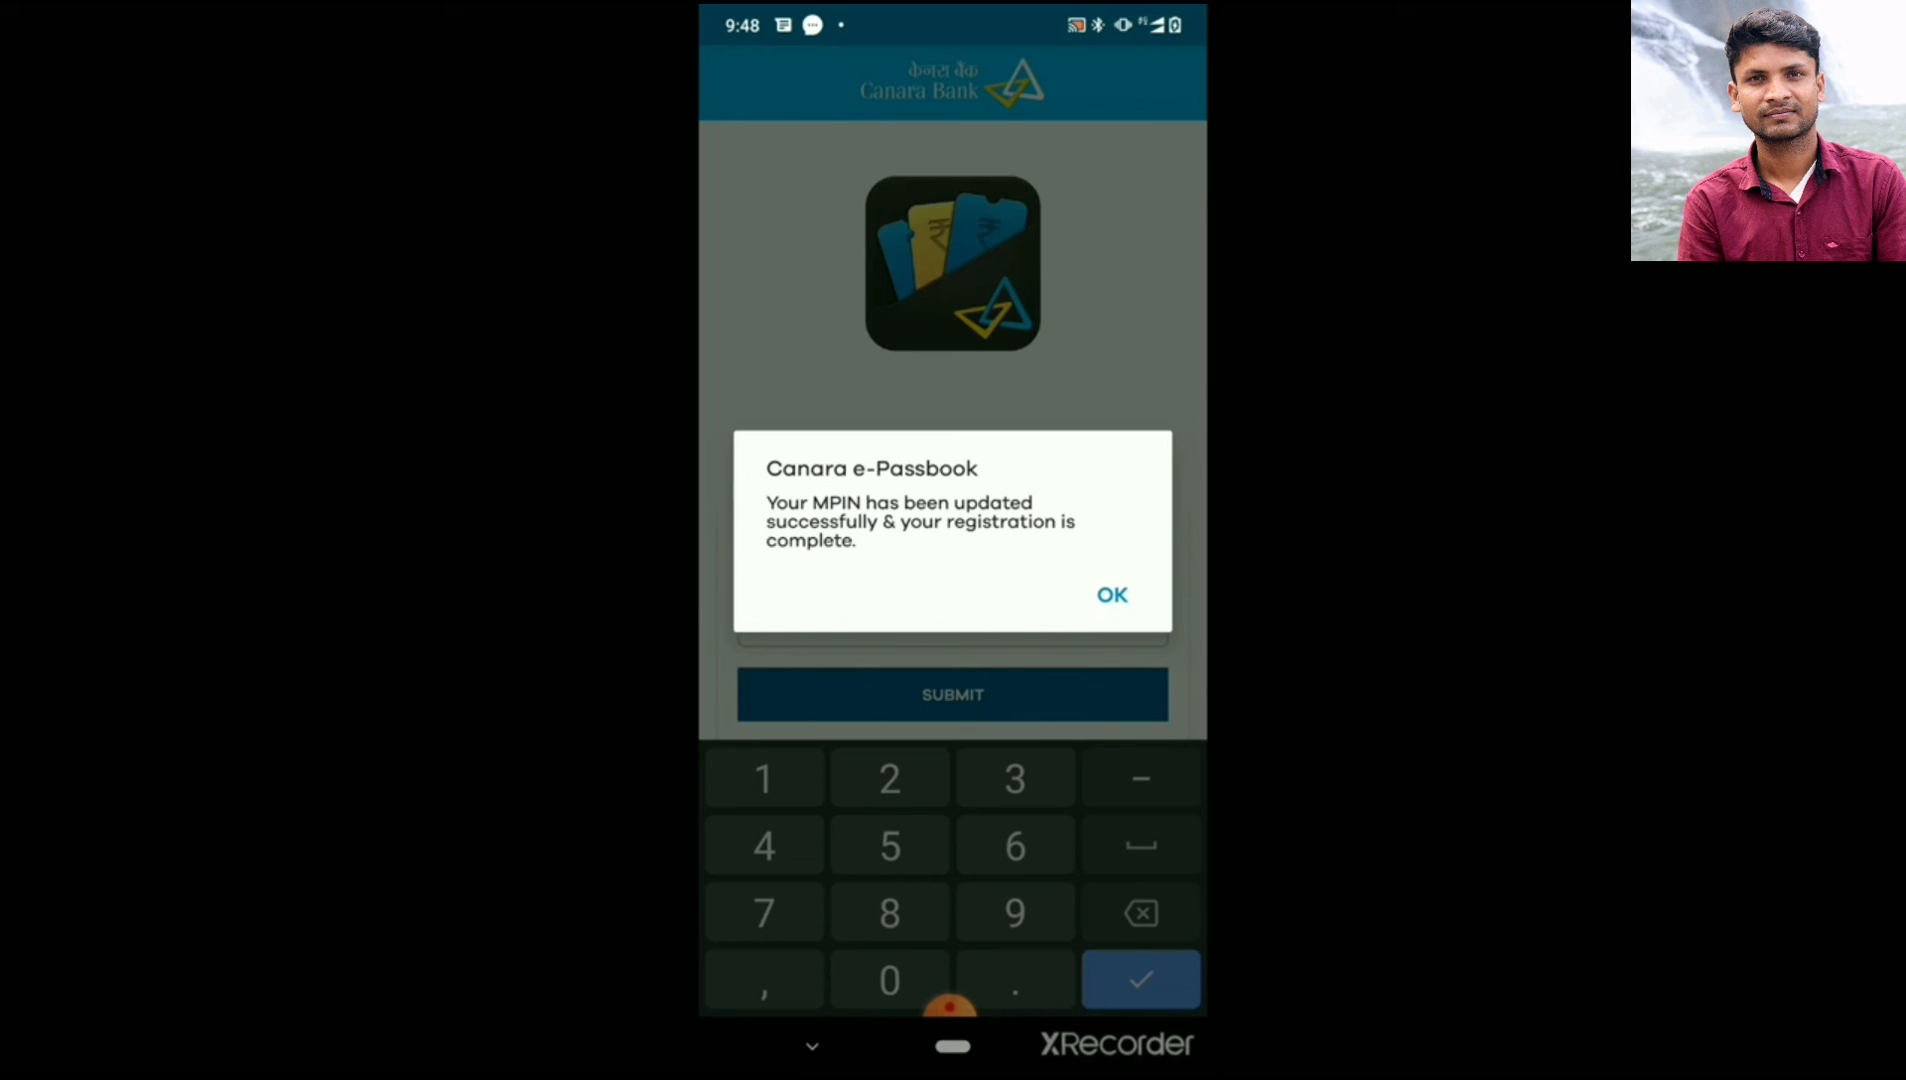 9:48
केनरा बैंक
Canara Bank
Canara e-Passbook
Your MPIN has been updated
successfully & your registration is
complete.
OK
SUBMIT
1 2 3 -
4 5 6
7 8 9
, 0 .
XRecorder